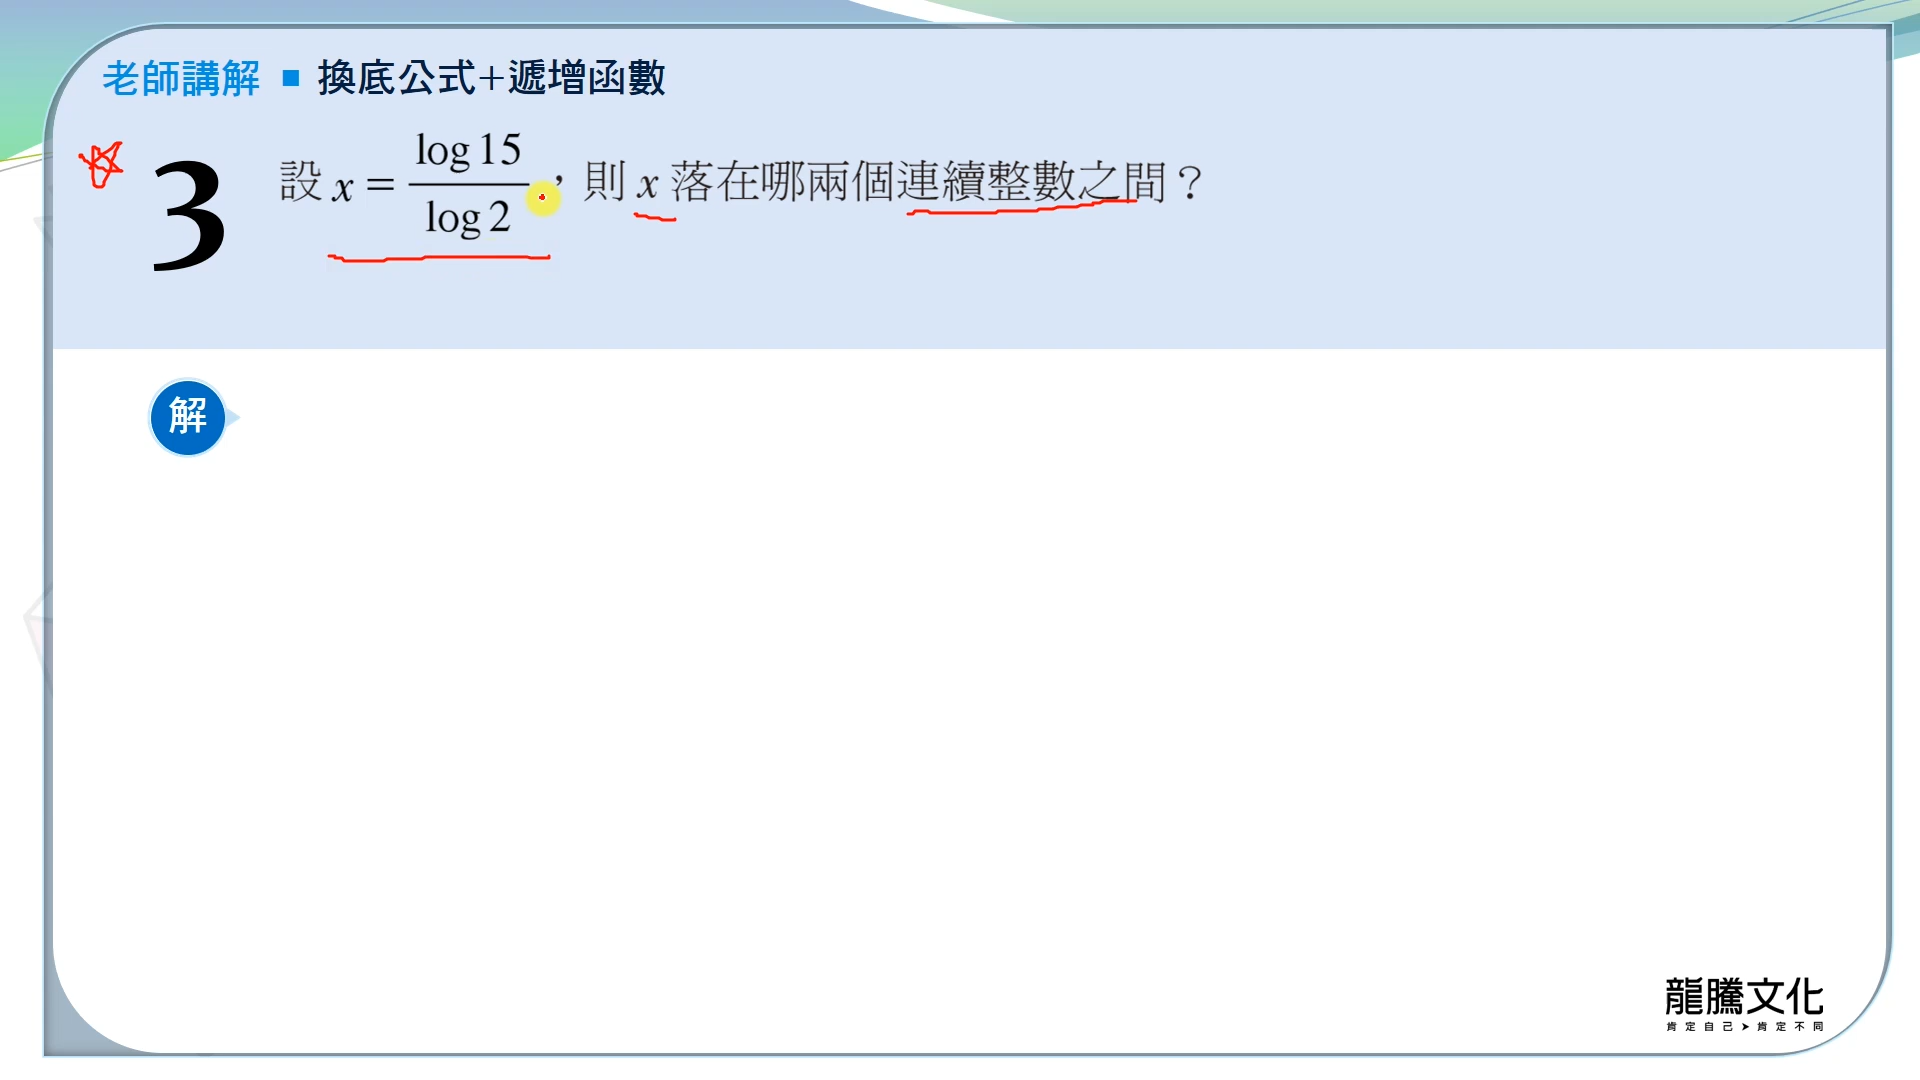 老師講解 ■ 換底公式+遞增函數
3 設 x = log 15 / log 2 ，則 x 落在哪兩個連續整數之間？
解
龍騰文化
肯定自己➤肯定不同